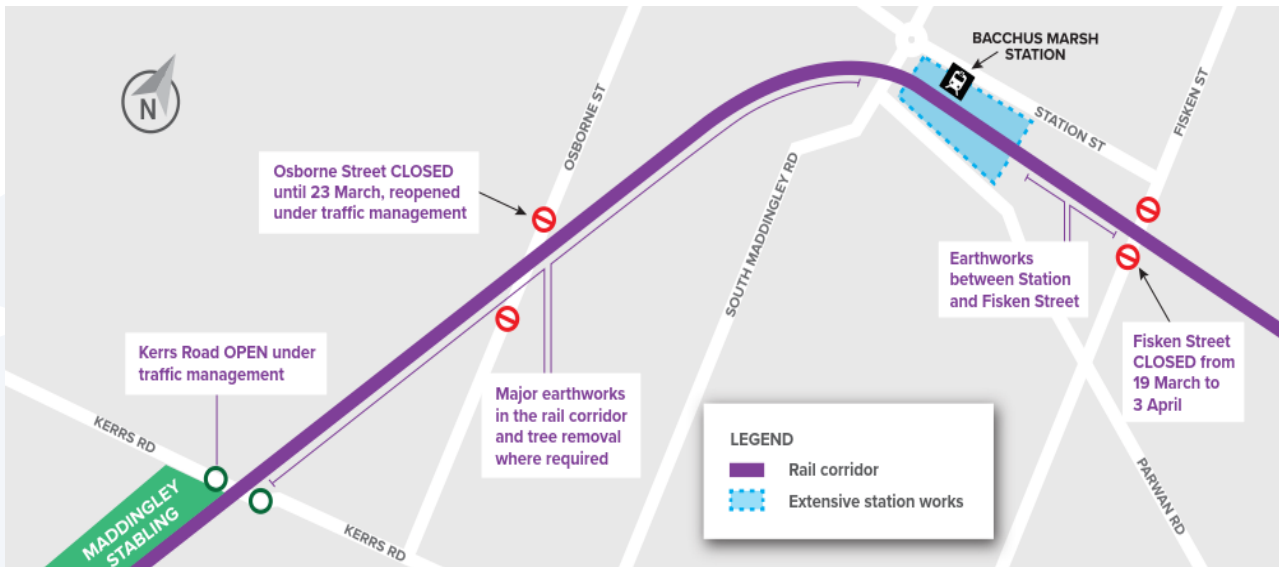 BACCHUS MARSH
STATION
N
OSBORNE ST
FISKEN ST
STATION ST
Osborne Street CLOSED
until 23 March, reopened
under traffic management
SOUTH MADDINGLEY RD
Earthworks
between Station
and Fisken Street
Kerrs Road OPEN under
traffic management
Fisken Street
CLOSED from
19 March to
3 April
Major earthworks
in the rail corridor
and tree removal
where required
KERRS RD
LEGEND
Rail corridor
Extensive station works
PARWAN RD
MADDINGLEY
STABLING
KERRS RD